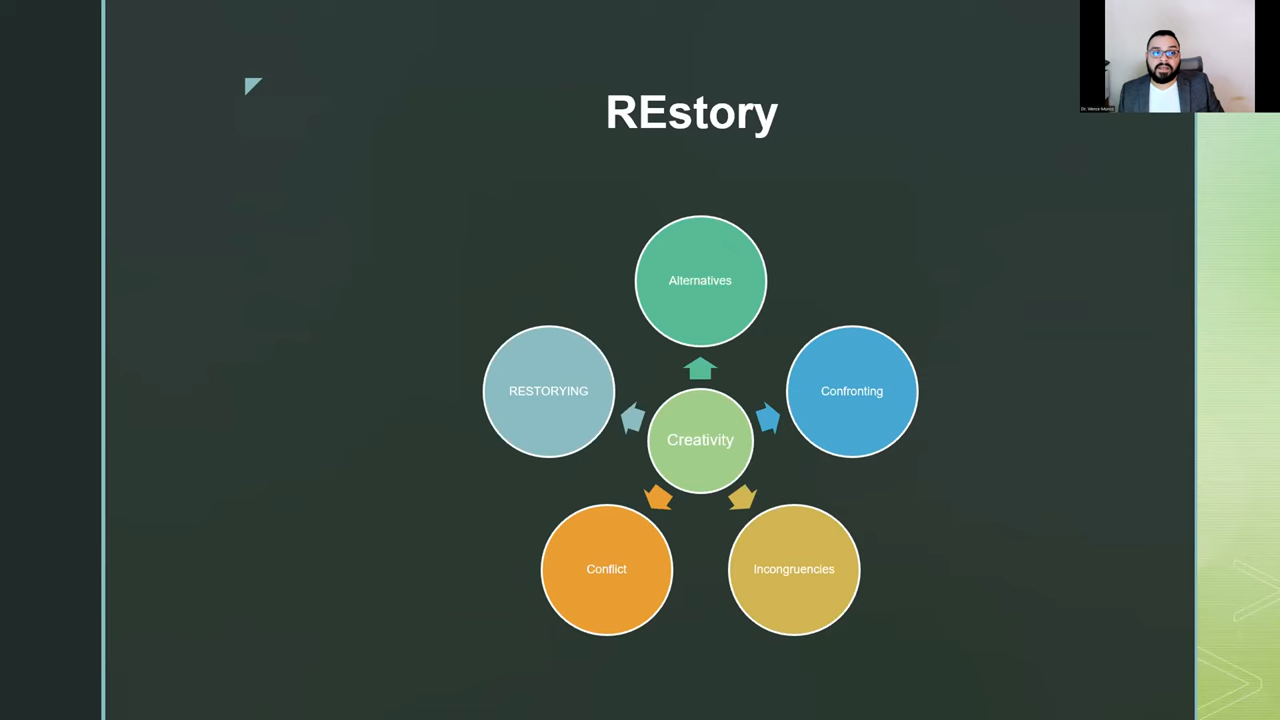 REstory
Alternatives
RESTORYING
Confronting
Creativity
Conflict
Incongruencies